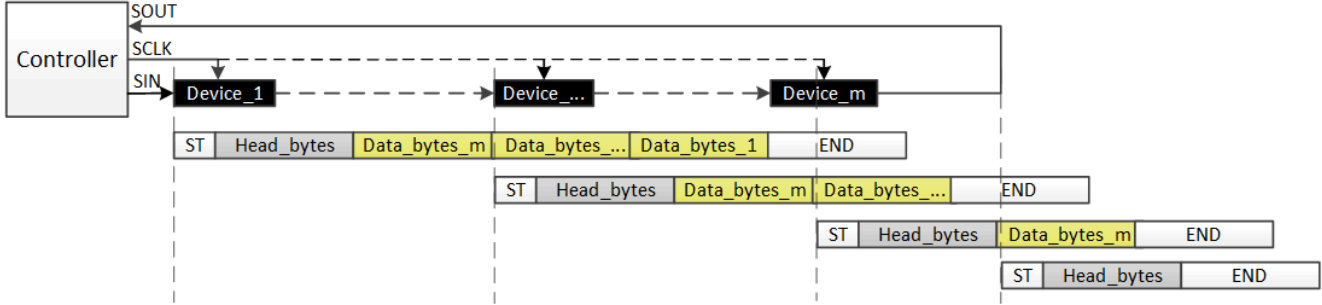 SOUT
Controller
SCLK
SIN
Device_1 Device_... Device_m
ST Head_bytes Data_bytes_m Data_bytes_... Data_bytes_1 END
ST Head_bytes Data_bytes_m Data_bytes_... END
ST Head_bytes Data_bytes_m END
ST Head_bytes END